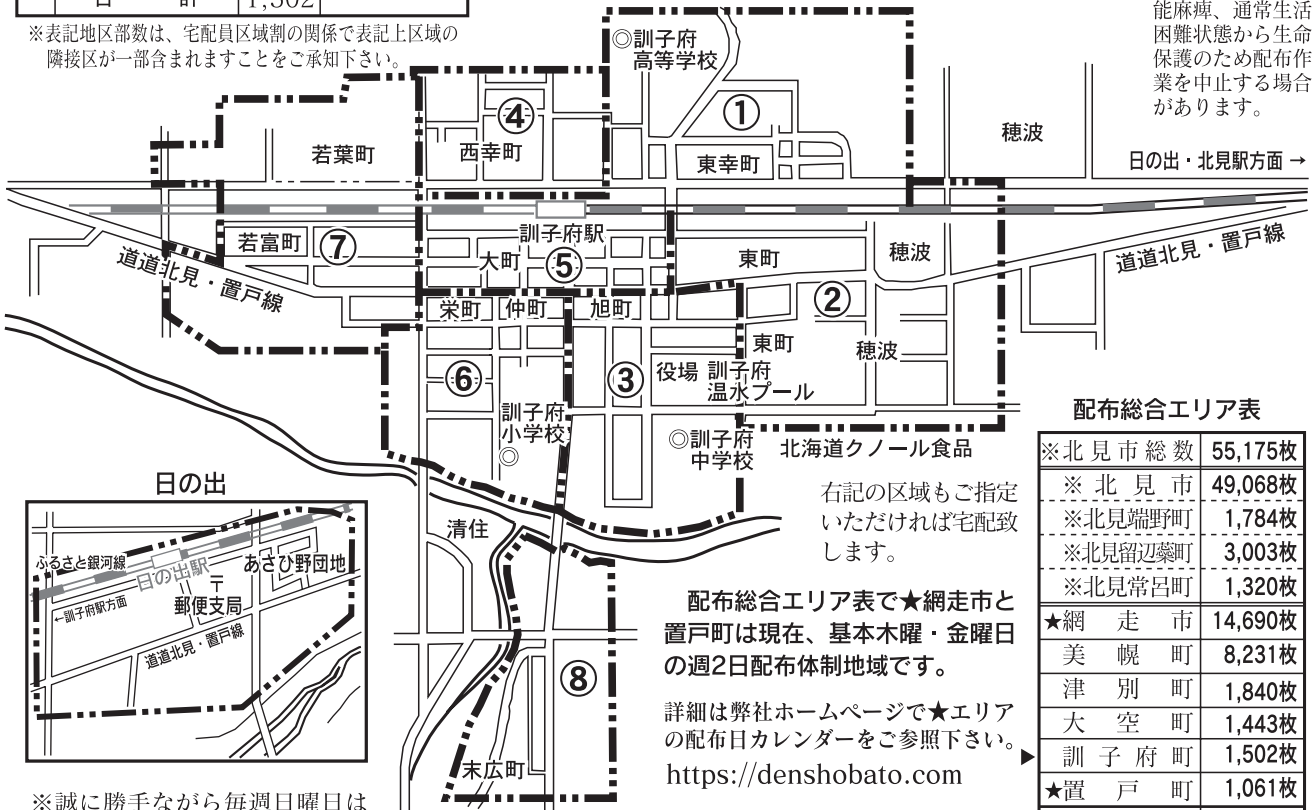 1,502
※表記地区部数は、宅配員区域割の関係で表記上区域の
隣接区が一部含まれますことをご承知下さい。
能麻痺、通常生活
困難状態から生命
保護のため配布作
業を中止する場合
があります。
◎訓子府
高等学校
④
西幸町
①
東幸町
若葉町
穂波
日の出・北見駅方面→
若富町
⑦
訓子府駅
大町
⑤
東町
穂波
道道北見・置戸線
道道北見・置戸線
栄町
仲町
旭町
②
東町
穂波
⑥
③
役場
訓子府
温水プール
訓子府
小学校
◎
◎訓子府
中学校
北海道クノール食品
清住
⑧
末広町
日の出
ふるさと銀河線
日の出駅
あさひ野団地
←訓子府駅方面
〒
郵便支局
道道北見・置戸線
右記の区域もご指定
いただければ宅配致
します。
配布総合エリア表で★網走市と
置戸町は現在、基本木曜・金曜日
の週2日配布体制地域です。
詳細は弊社ホームページで★エリア
の配布日カレンダーをご参照下さい。
https://denshobato.com
配布総合エリア表
※北見市総数 55,175枚
※北見市 49,068枚
※北見端野町 1,784枚
※北見留辺蘂町 3,003枚
※北見常呂町 1,320枚
★網走市 14,690枚
美幌町 8,231枚
津別町 1,840枚
大空町 1,443枚
▶訓子府町 1,502枚
★置戸町 1,061枚
※誠に勝手ながら毎週日曜日は